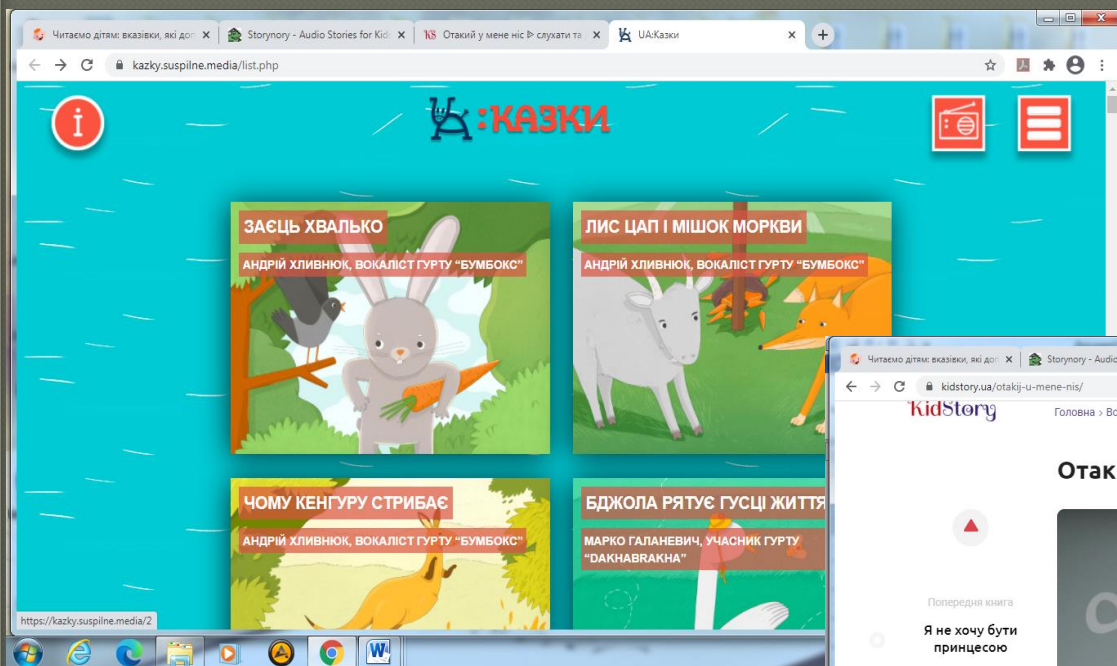 Читаємо дітям: вказівки, які доп
Storynory - Audio Stories for Kid
Отакий у мене ніс ᐈ слухати та
UA:Казки
kazky.suspilne.media/list.php
i
UA:КАЗКИ
ЗАЄЦЬ ХВАЛЬКО
АНДРІЙ ХЛИВНЮК, ВОКАЛІСТ ГУРТУ “БУМБОКС”
ЛИС ЦАП І МІШОК МОРКВИ
АНДРІЙ ХЛИВНЮК, ВОКАЛІСТ ГУРТУ “БУМБОКС”
ЧОМУ КЕНГУРУ СТРИБАЄ
АНДРІЙ ХЛИВНЮК, ВОКАЛІСТ ГУРТУ “БУМБОКС”
БДЖОЛА РЯТУЄ ГУСЦІ ЖИТТЯ
МАРКО ГАЛАНЕВИЧ, УЧАСНИК ГУРТУ
“DAKHABRAKHA”
https://kazky.suspilne.media/2
Читаємо дітям: вказівки, які доп
Storynory - Audio
kidstory.ua/otakij-u-mene-nis/
KidStory
Головна › Во
Отак
Попередня книга
Я не хочу бути
принцесою